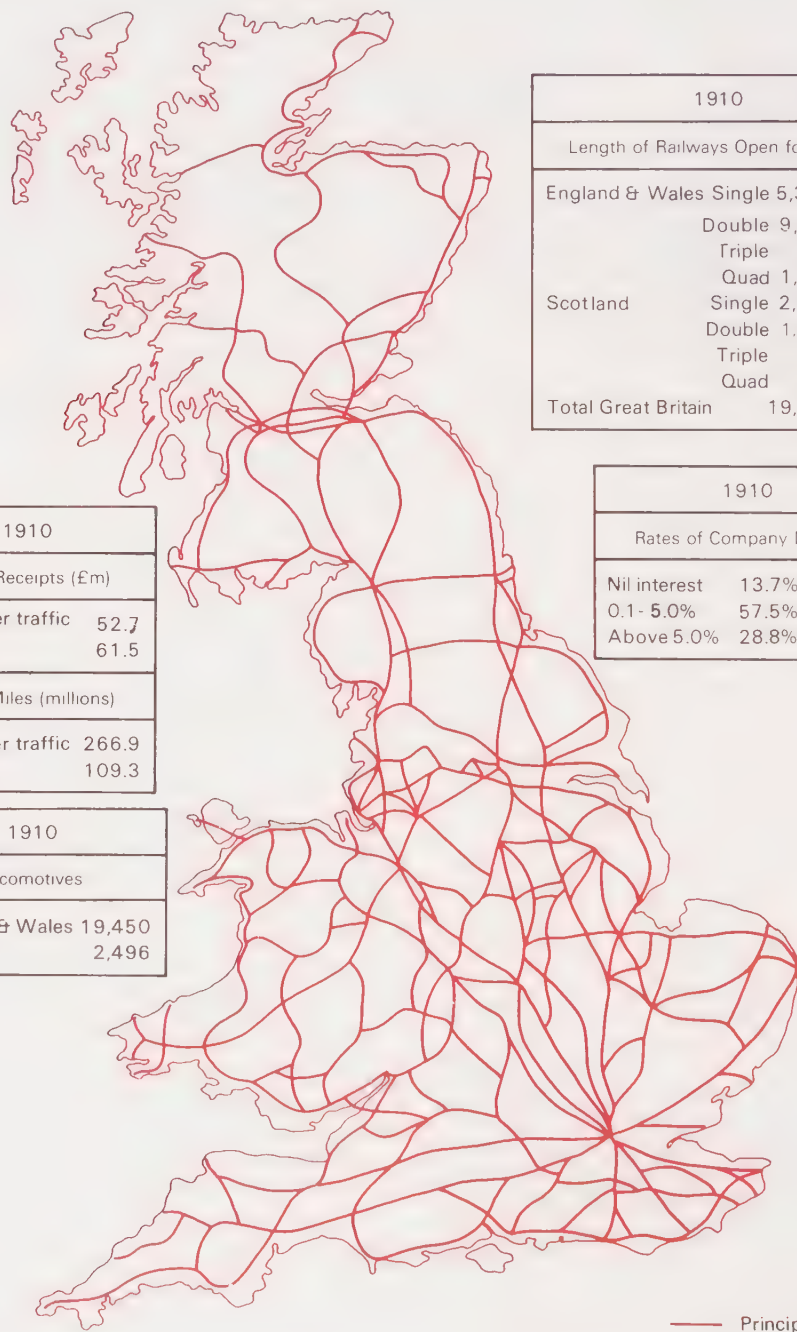 1910
Length of Railways Open fo
England & Wales Single 5,3
Double 9,
Triple
Quad 1,
Scotland Single 2,
Double 1.
Triple
Quad
Total Great Britain 19,
1910
Rates of Company
Nil interest 13.7%
0.1 - 5.0% 57.5%
Above 5.0% 28.8%
1910
Receipts (£m)
er traffic 52.7
61.5
Miles (millions)
er traffic 266.9
109.3
1910
comotives
& Wales 19,450
2,496
Princip